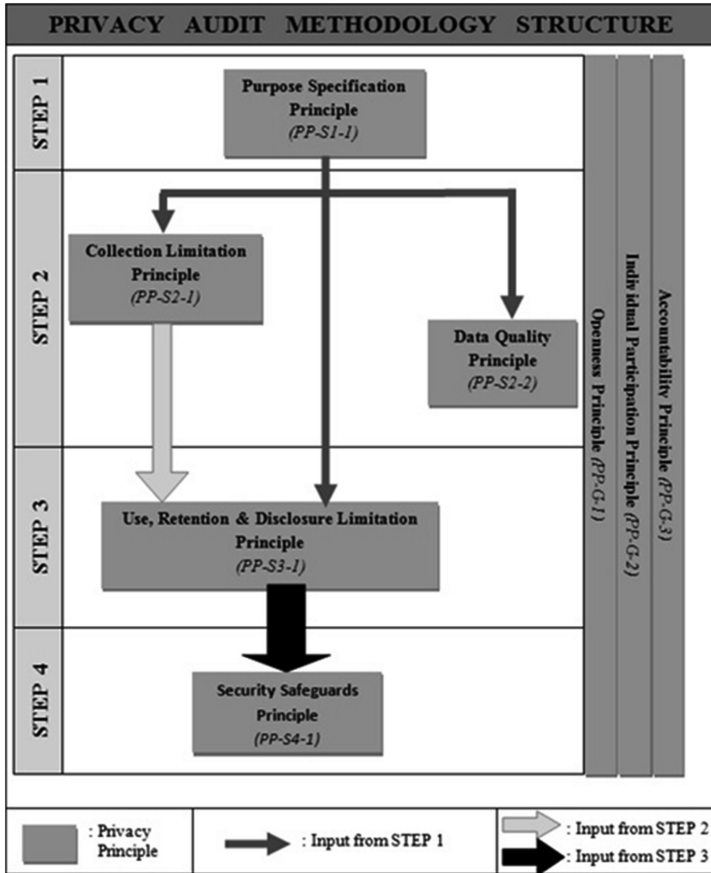 PRIVACY AUDIT METHODOLOGY STRUCTURE
STEP 1
Purpose Specification
Principle
(PP-S1-1)
STEP 2
Collection Limitation
Principle
(PP-S2-1)
Data Quality
Principle
(PP-S2-2)
STEP 3
Use, Retention & Disclosure Limitation
Principle
(PP-S3-1)
STEP 4
Security Safeguards
Principle
(PP-S4-1)
Openness Principle (PP-G-1)
Individual Participation Principle (PP-G-2)
Accountability Principle (PP-G-3)
: Privacy
Principle
: Input from STEP 1
: Input from STEP 2
: Input from STEP 3